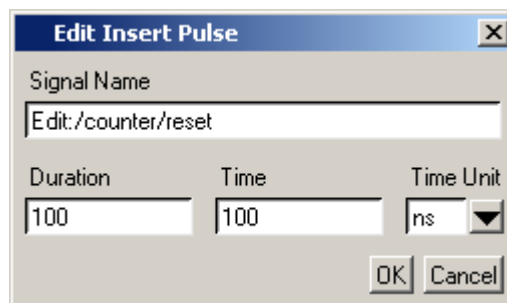 Edit Insert Pulse
Signal Name
Edit:/counter/reset
Duration Time Time Unit
100 100 ns
OK Cancel